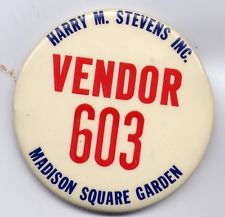 HARRY M. STEVENS INC.
VENDOR
603
MADISON SQUARE GARDEN